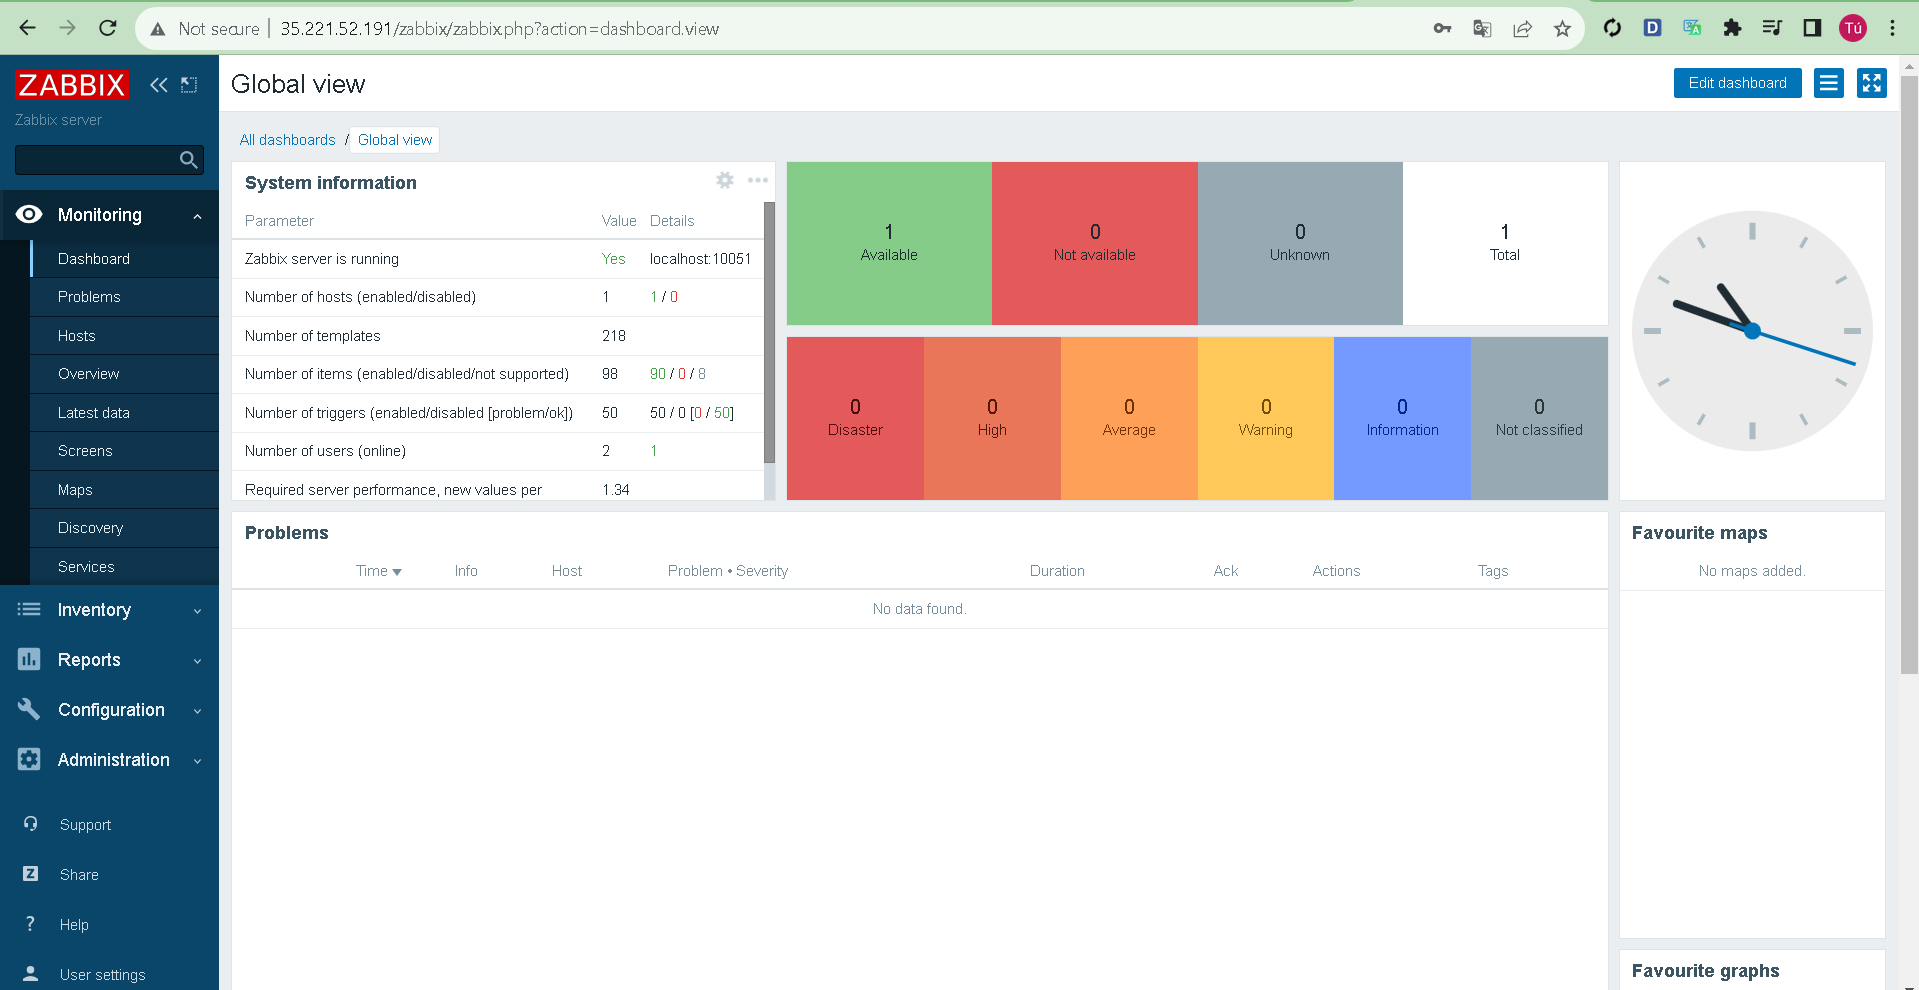 Not secure | 35.221.52.191/zabbix/zabbix.php?action=dashboard.view
Tú
ZABBIX
Zabbix server
Monitoring
Dashboard
Problems
Hosts
Overview
Latest data
Screens
Maps
Discovery
Services
Inventory
Reports
Configuration
Administration
Support
Share
Help
User settings
Global view
Edit dashboard
All dashboards / Global view
System information
Parameter Value Details
Zabbix server is running Yes localhost:10051
Number of hosts (enabled/disabled) 1 1 / 0
Number of templates 218
Number of items (enabled/disabled/not supported) 98 90 / 0 / 8
Number of triggers (enabled/disabled [problem/ok]) 50 50 / 0 [0 / 50]
Number of users (online) 2 1
Required server performance, new values per 1.34
1 0 0 1
Available Not available Unknown Total
0 0 0 0 0 0
Disaster High Average Warning Information Not classified
Problems
Time Info Host Problem • Severity Duration Ack Actions Tags
No data found.
Favourite maps
No maps added.
Favourite graphs